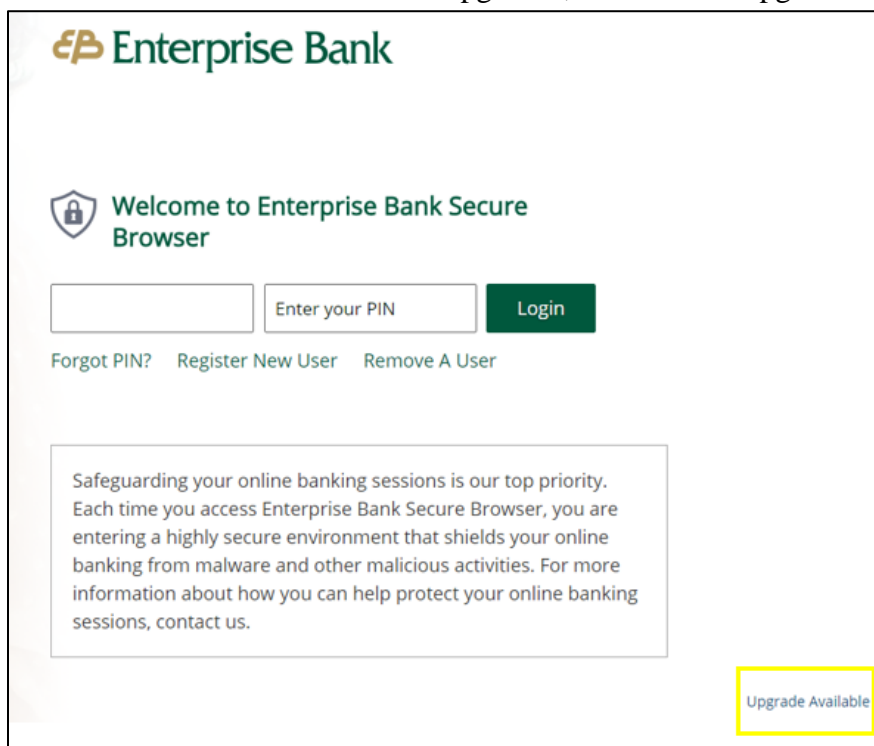 Enterprise Bank
Welcome to Enterprise Bank Secure
Browser
Enter your PIN
Login
Forgot PIN? Register New User Remove A User
Safeguarding your online banking sessions is our top priority.
Each time you access Enterprise Bank Secure Browser, you are
entering a highly secure environment that shields your online
banking from malware and other malicious activities. For more
information about how you can help protect your online banking
sessions, contact us.
Upgrade Available